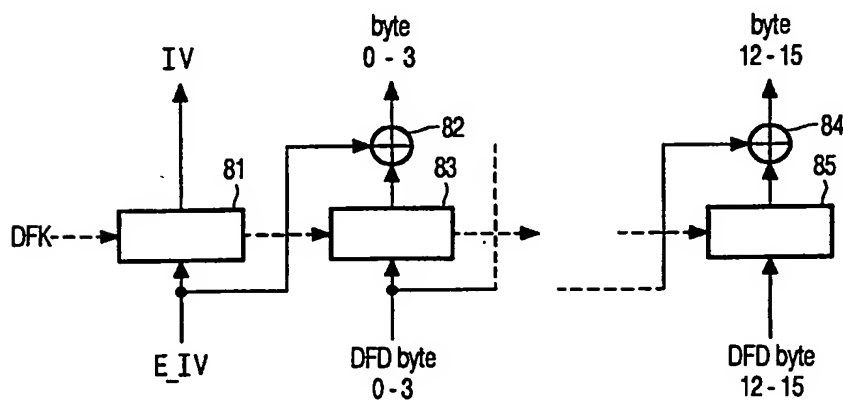 IV
byte
0 - 3
byte
12 - 15
81
82
83
84
85
DFK
E_IV
DFD byte
0 - 3
DFD byte
12 - 15